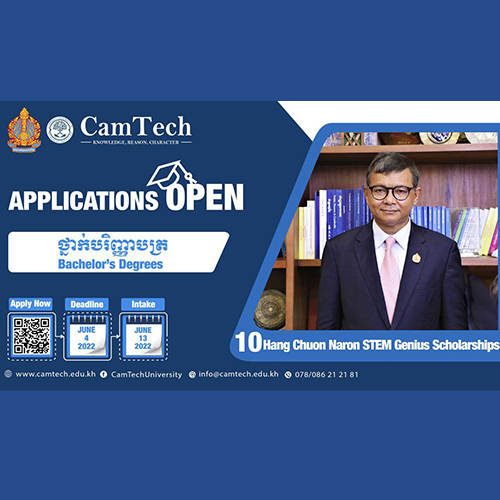 CamTech
KNOWLEDGE, REASON, CHARACTER
APPLICATIONS OPEN
ថ្នាក់បរិញ្ញាបត្រ
Bachelor's Degrees
Apply Now
Deadline
Intake
JUNE
4
2022
JUNE
13
2022
10 Hang Chuon Naron STEM Genius Scholarships
www.camtech.edu.kh
CamTechUniversity
info@camtech.edu.kh
078/086 21 21 81